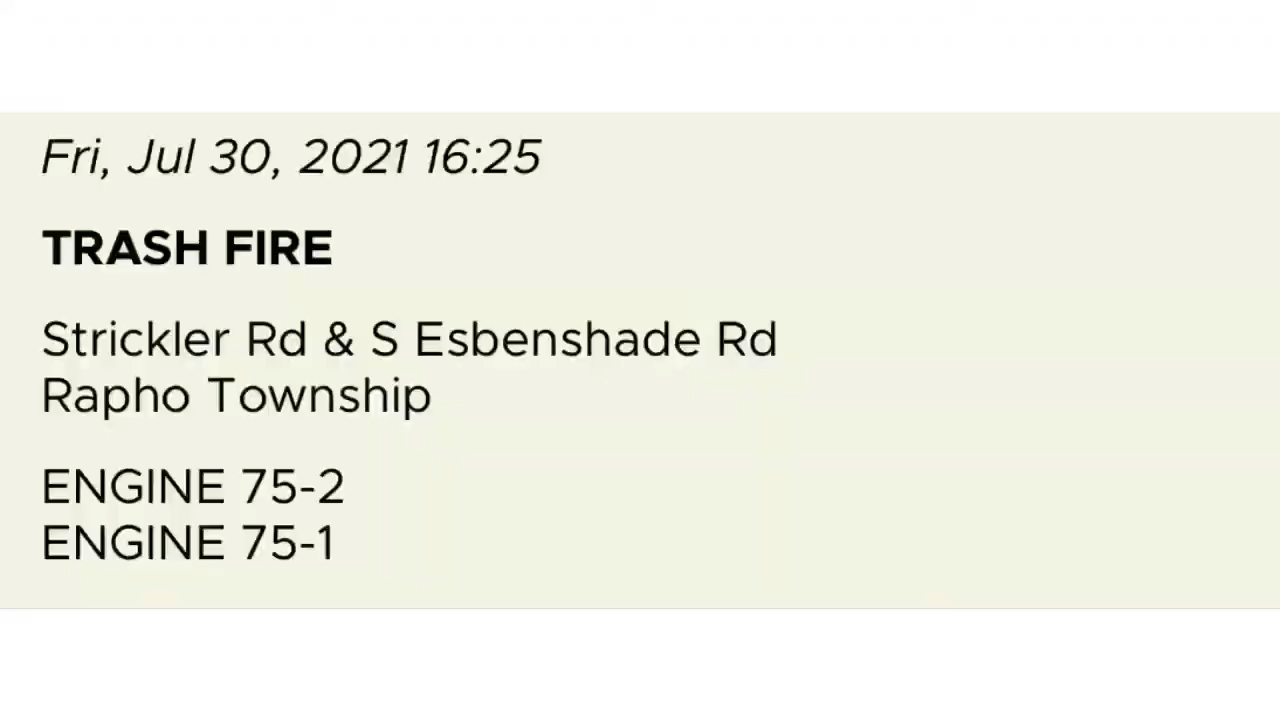 Fri, Jul 30, 2021 16:25
TRASH FIRE
Strickler Rd & S Esbenshade Rd
Rapho Township
ENGINE 75-2
ENGINE 75-1